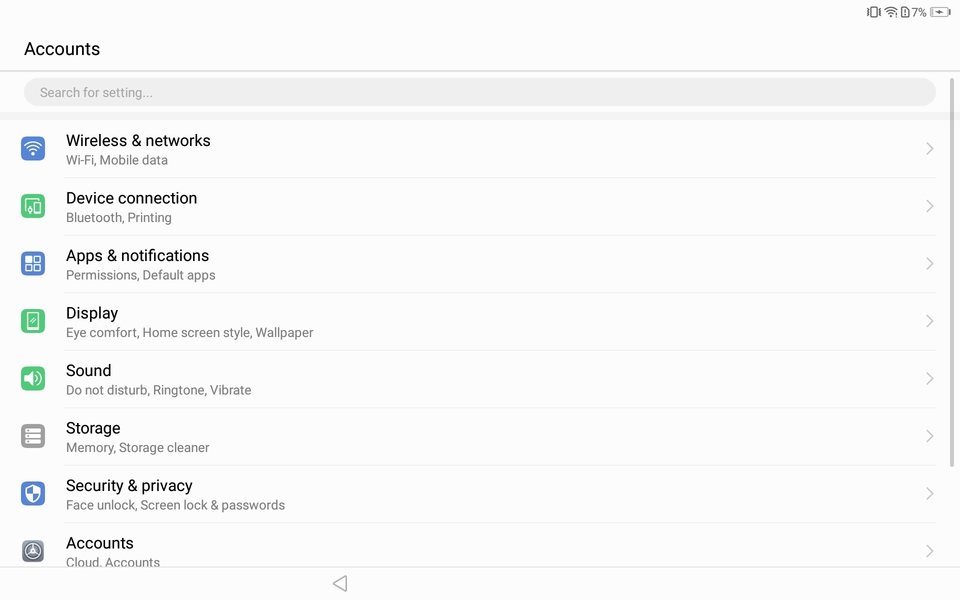 7%
Accounts
Search for setting...
Wireless & networks
Wi-Fi, Mobile data
Device connection
Bluetooth, Printing
Apps & notifications
Permissions, Default apps
Display
Eye comfort, Home screen style, Wallpaper
Sound
Do not disturb, Ringtone, Vibrate
Storage
Memory, Storage cleaner
Security & privacy
Face unlock, Screen lock & passwords
Accounts
Cloud, Accounts